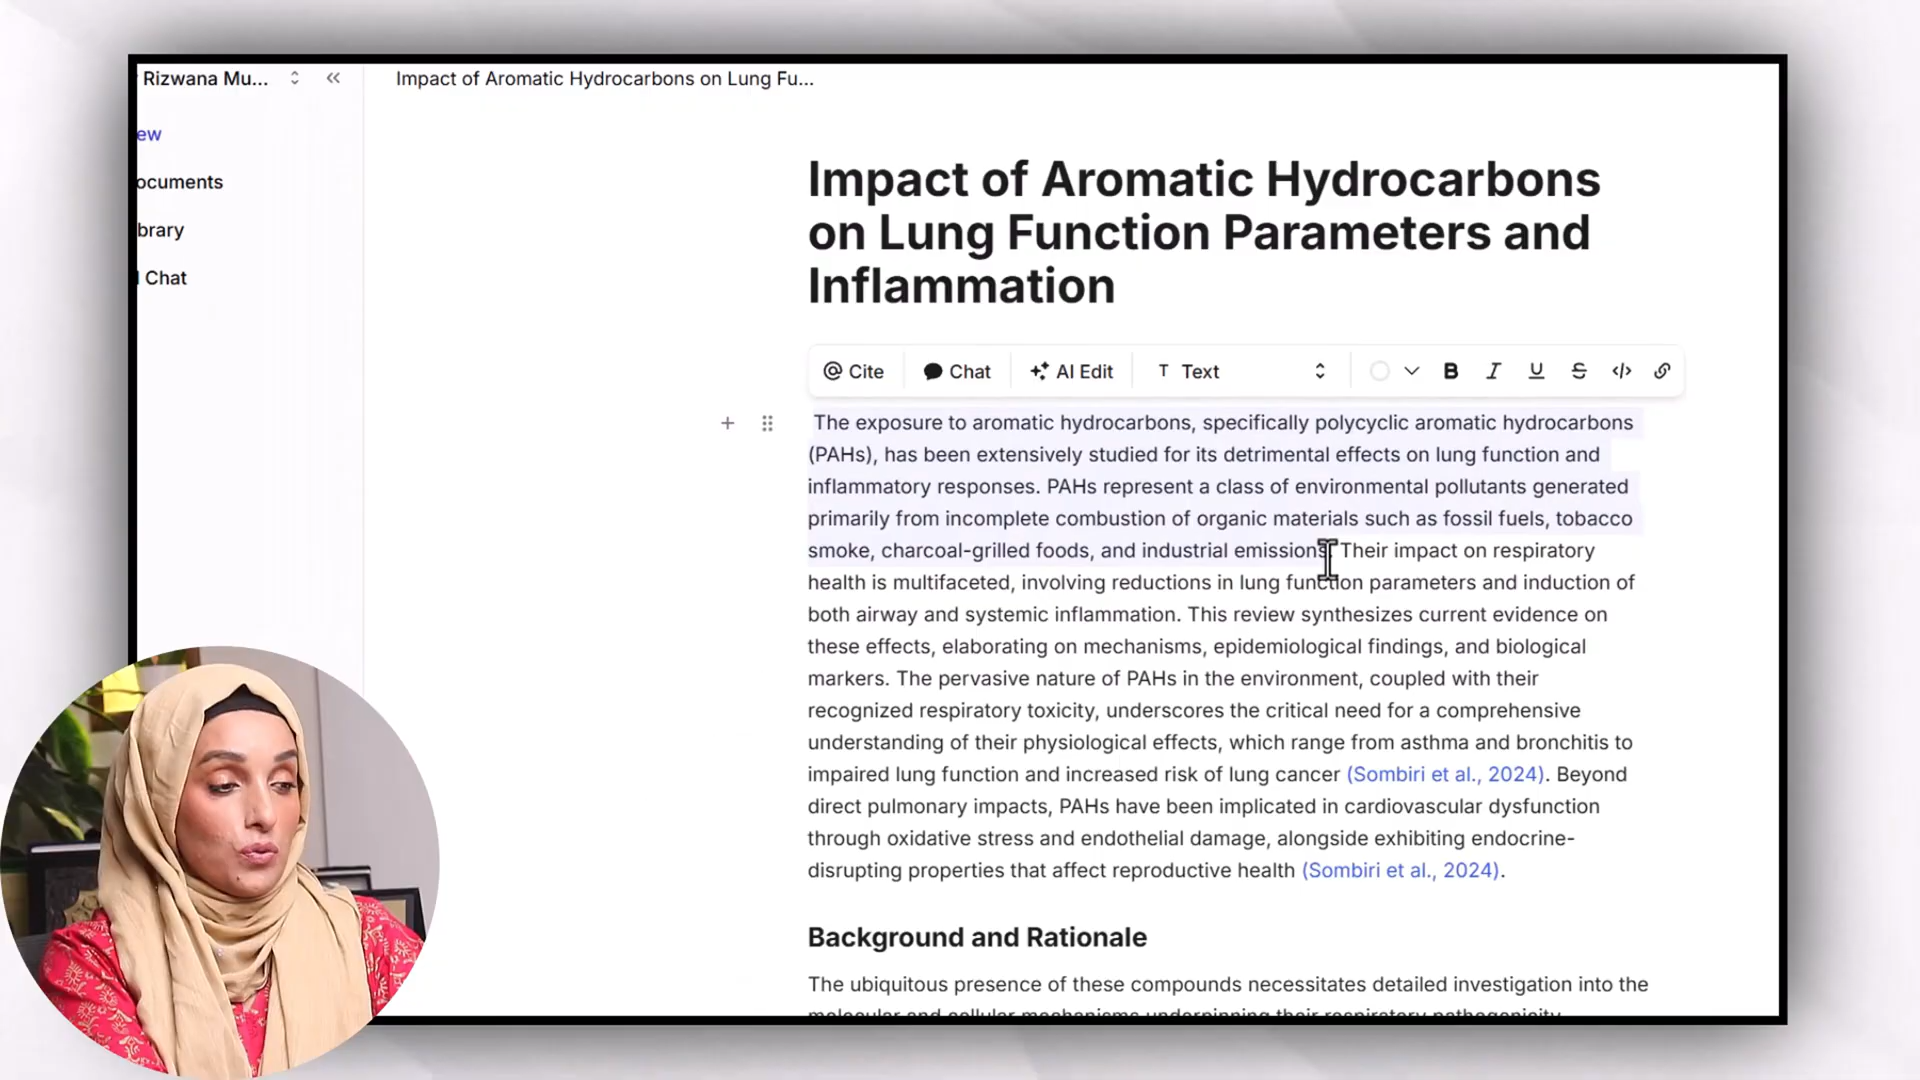 Rizwana Mu...
Impact of Aromatic Hydrocarbons on Lung Fu...
ew
ocuments
brary
Chat
Impact of Aromatic Hydrocarbons
on Lung Function Parameters and
Inflammation
@ Cite Chat AI Edit T Text B I U S </>
The exposure to aromatic hydrocarbons, specifically polycyclic aromatic hydrocarbons
(PAHs), has been extensively studied for its detrimental effects on lung function and
inflammatory responses. PAHs represent a class of environmental pollutants generated
primarily from incomplete combustion of organic materials such as fossil fuels, tobacco
smoke, charcoal-grilled foods, and industrial emissions. Their impact on respiratory
health is multifaceted, involving reductions in lung function parameters and induction of
both airway and systemic inflammation. This review synthesizes current evidence on
these effects, elaborating on mechanisms, epidemiological findings, and biological
markers. The pervasive nature of PAHs in the environment, coupled with their
recognized respiratory toxicity, underscores the critical need for a comprehensive
understanding of their physiological effects, which range from asthma and bronchitis to
impaired lung function and increased risk of lung cancer (Sombiri et al., 2024). Beyond
direct pulmonary impacts, PAHs have been implicated in cardiovascular dysfunction
through oxidative stress and endothelial damage, alongside exhibiting endocrine-
disrupting properties that affect reproductive health (Sombiri et al., 2024).
Background and Rationale
The ubiquitous presence of these compounds necessitates detailed investigation into the
molecular and cellular mechanisms underpinning their respiratory pathogenicity